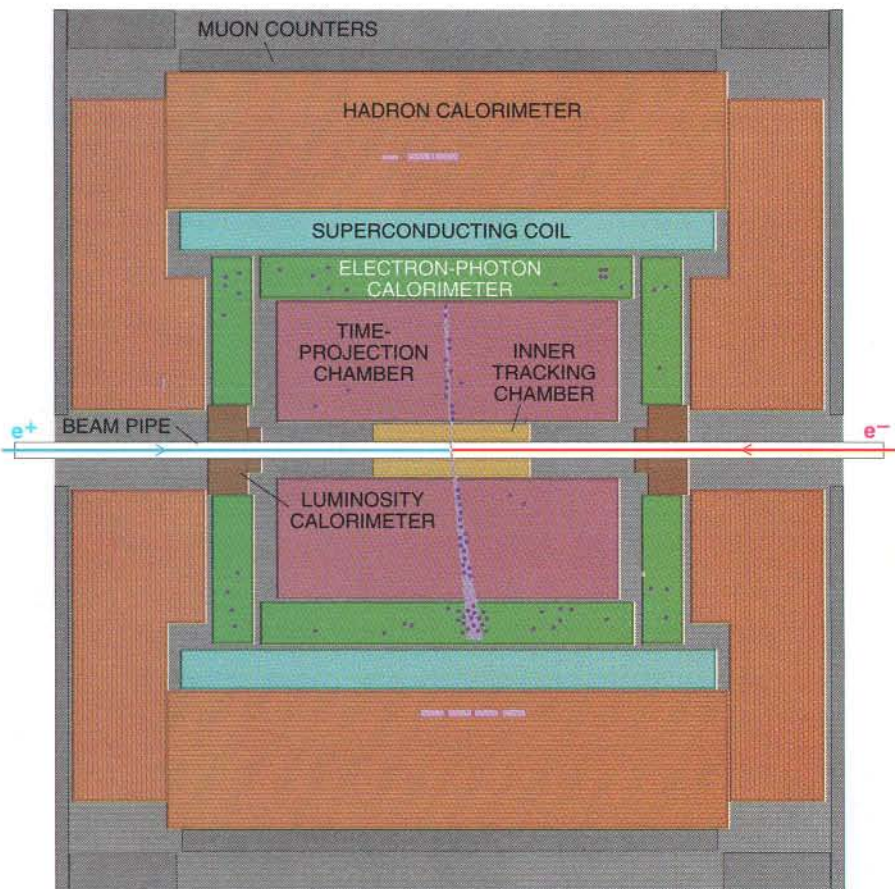 MUON COUNTERS
HADRON CALORIMETER
SUPERCONDUCTING COIL
ELECTRON-PHOTON
CALORIMETER
TIME-
PROJECTION
CHAMBER
INNER
TRACKING
CHAMBER
BEAM PIPE
e+
e−
LUMINOSITY
CALORIMETER